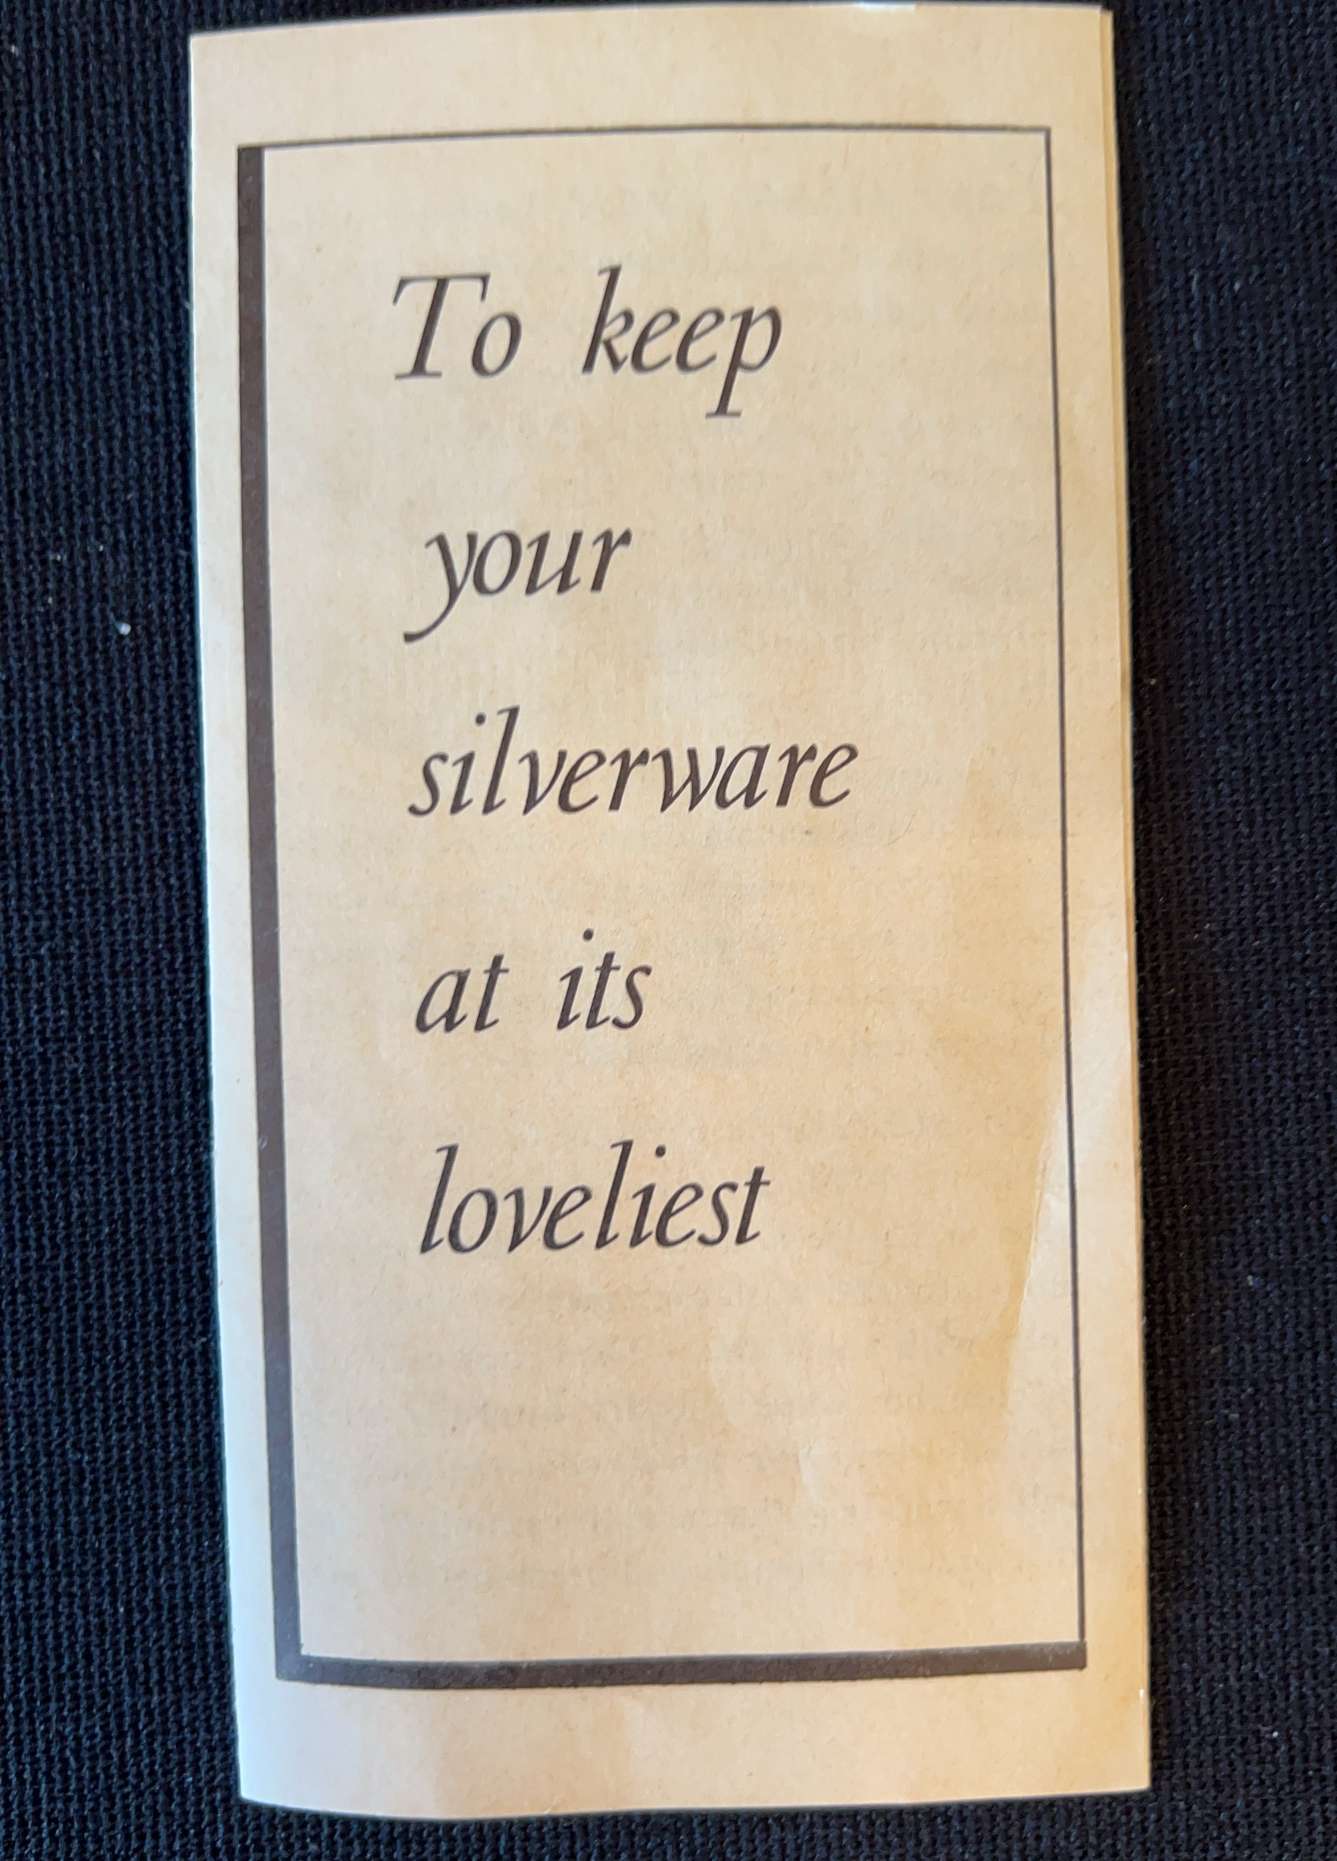 To keep
your
silverware
at its
loveliest